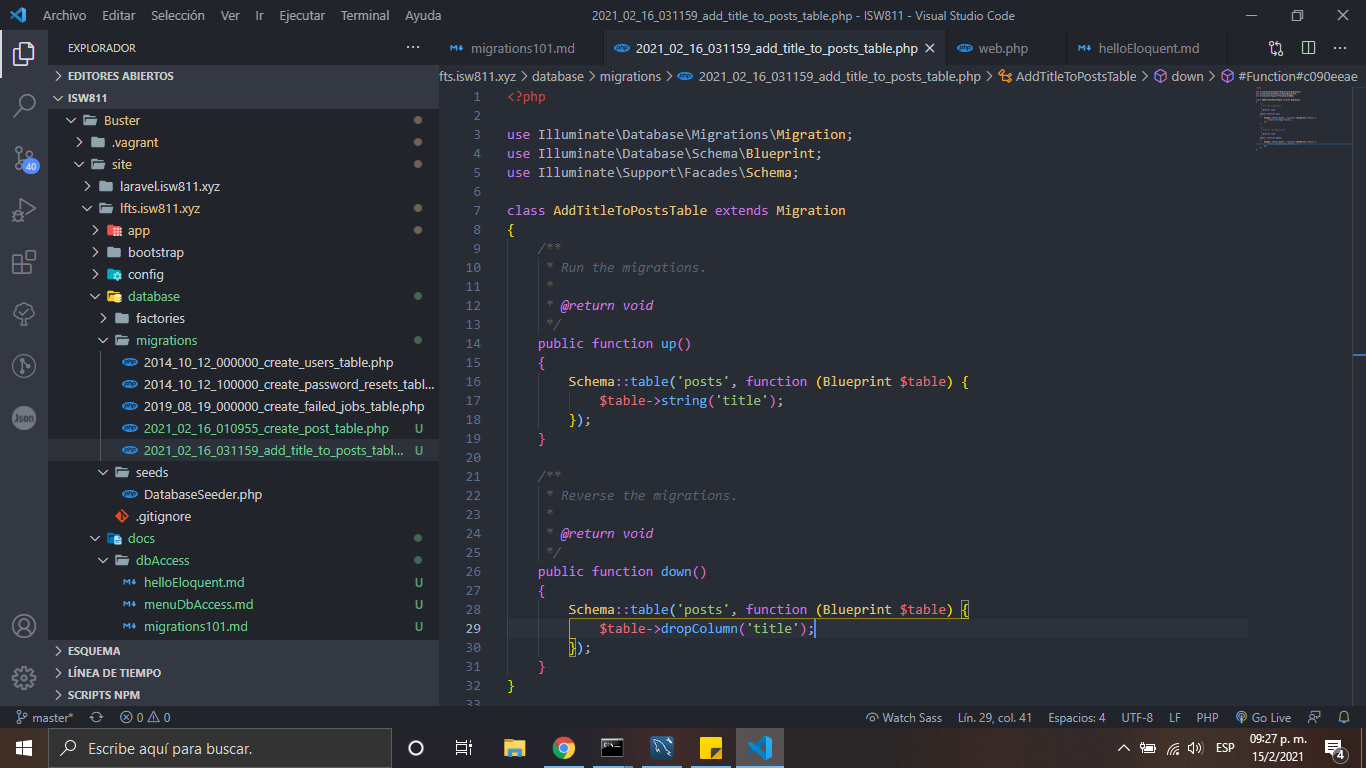 Archivo Editar Selección Ver Ir Ejecutar Terminal Ayuda
2021_02_16_031159_add_title_to_posts_table.php - ISW811 - Visual Studio Code
EXPLORADOR
EDITORES ABIERTOS
ISW811
Buster
.vagrant
site
laravel.isw811.xyz
lfts.isw811.xyz
app
bootstrap
config
database
factories
migrations
2014_10_12_000000_create_users_table.php
2014_10_12_100000_create_password_resets_tabl...
2019_08_19_000000_create_failed_jobs_table.php
2021_02_16_010955_create_post_table.php U
2021_02_16_031159_add_title_to_posts_tabl... U
seeds
DatabaseSeeder.php
.gitignore
docs
dbAccess
helloEloquent.md U
menuDbAccess.md U
migrations101.md U
ESQUEMA
LÍNEA DE TIEMPO
SCRIPTS NPM
40
Json
migrations101.md
2021_02_16_031159_add_title_to_posts_table.php
web.php
helloEloquent.md
fts.isw811.xyz > database > migrations > 2021_02_16_031159_add_title_to_posts_table.php > AddTitleToPostsTable > down > #Function#c090eeae
1 <?php
2
3 use Illuminate\Database\Migrations\Migration;
4 use Illuminate\Database\Schema\Blueprint;
5 use Illuminate\Support\Facades\Schema;
6
7 class AddTitleToPostsTable extends Migration
8 {
9 /**
10 * Run the migrations.
11 *
12 * @return void
13 */
14 public function up()
15 {
16 Schema::table('posts', function (Blueprint $table) {
17 $table->string('title');
18 });
19 }
20
21 /**
22 * Reverse the migrations.
23 *
24 * @return void
25 */
26 public function down()
27 {
28 Schema::table('posts', function (Blueprint $table) {
29 $table->dropColumn('title');
30 });
31 }
32 }
33
master* 0 0 Watch Sass Lín. 29, col. 41 Espacios: 4 UTF-8 LF PHP Go Live
Escribe aquí para buscar.
ESP
09:27 p. m.
15/2/2021
4